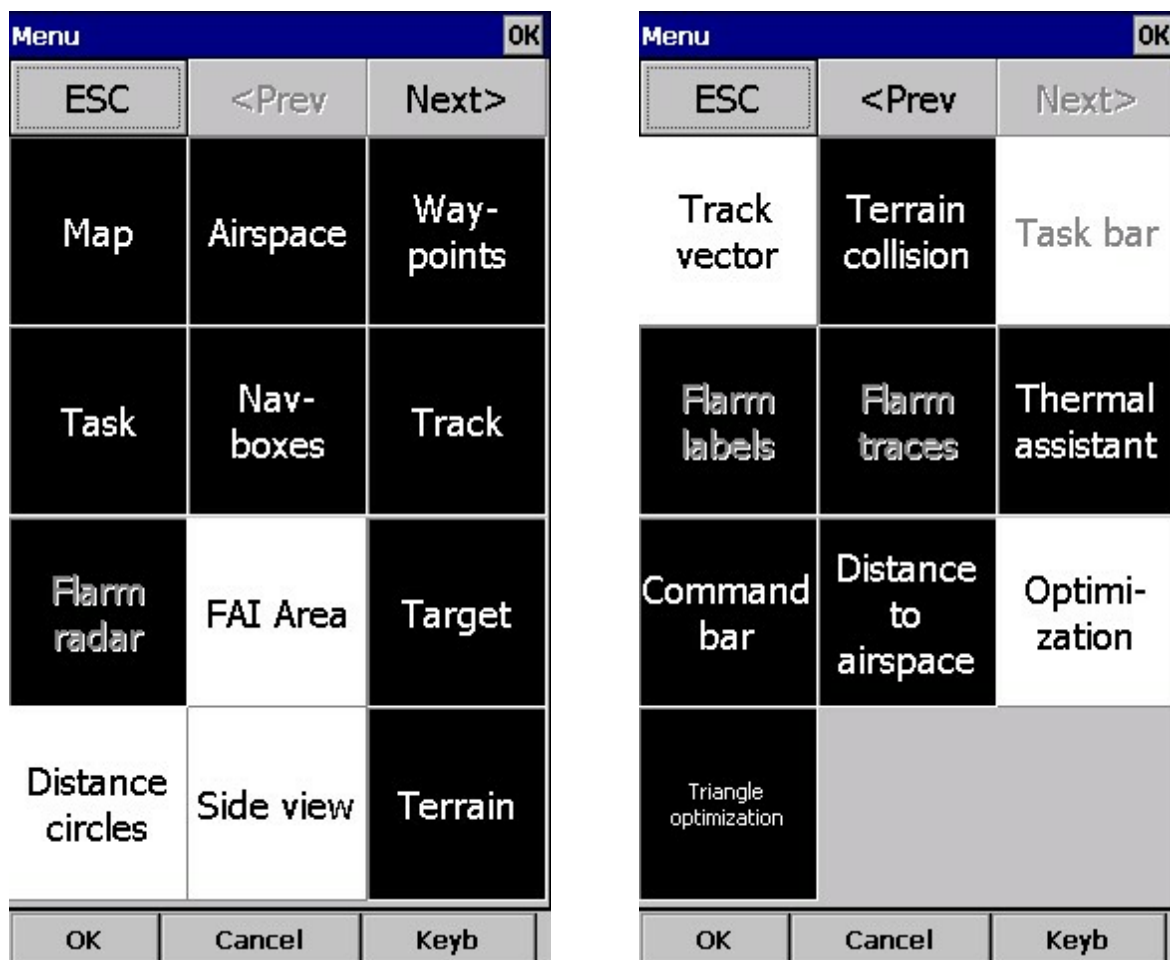 Menu OK
ESC <Prev Next>
Map
Airspace
Way-
points
Task
Nav-
boxes
Track
Flarm
radar
FAI Area
Target
Distance
circles
Side view
Terrain
OK Cancel Keyb
Menu OK
ESC <Prev Next>
Track
vector
Terrain
collision
Task bar
Flarm
labels
Flarm
traces
Thermal
assistant
Command
bar
Distance
to
airspace
Optimi-
zation
Triangle
optimization
OK Cancel Keyb